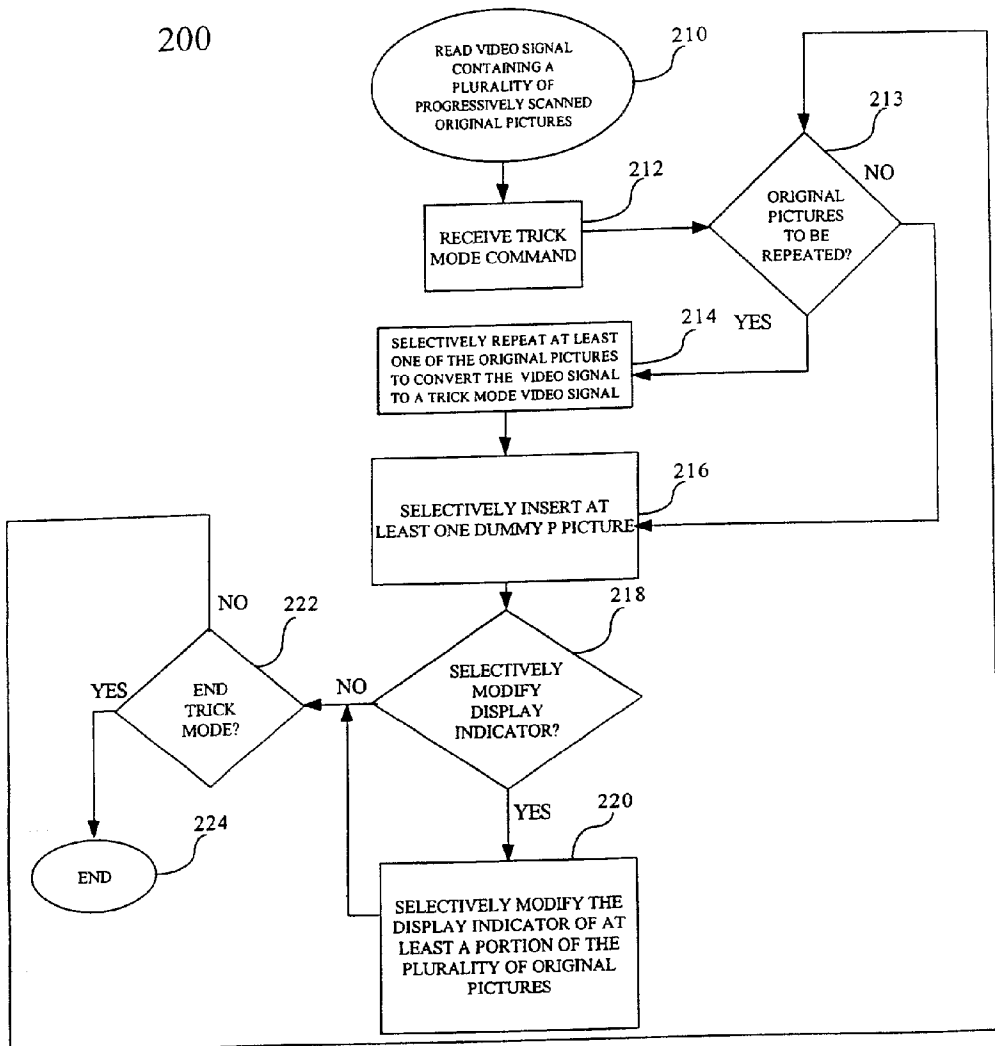 200
210
READ VIDEO SIGNAL
CONTAINING A
PLURALITY OF
PROGRESSIVELY SCANNED
ORIGINAL PICTURES
212
RECEIVE TRICK
MODE COMMAND
213
NO
ORIGINAL
PICTURES
TO BE
REPEATED?
YES
214
SELECTIVELY REPEAT AT LEAST
ONE OF THE ORIGINAL PICTURES
TO CONVERT THE VIDEO SIGNAL
TO A TRICK MODE VIDEO SIGNAL
216
SELECTIVELY INSERT AT
LEAST ONE DUMMY P PICTURE
218
SELECTIVELY
MODIFY
DISPLAY
INDICATOR?
NO
YES
220
SELECTIVELY MODIFY THE
DISPLAY INDICATOR OF AT
LEAST A PORTION OF THE
PLURALITY OF ORIGINAL
PICTURES
222
NO
END
TRICK
MODE?
YES
224
END